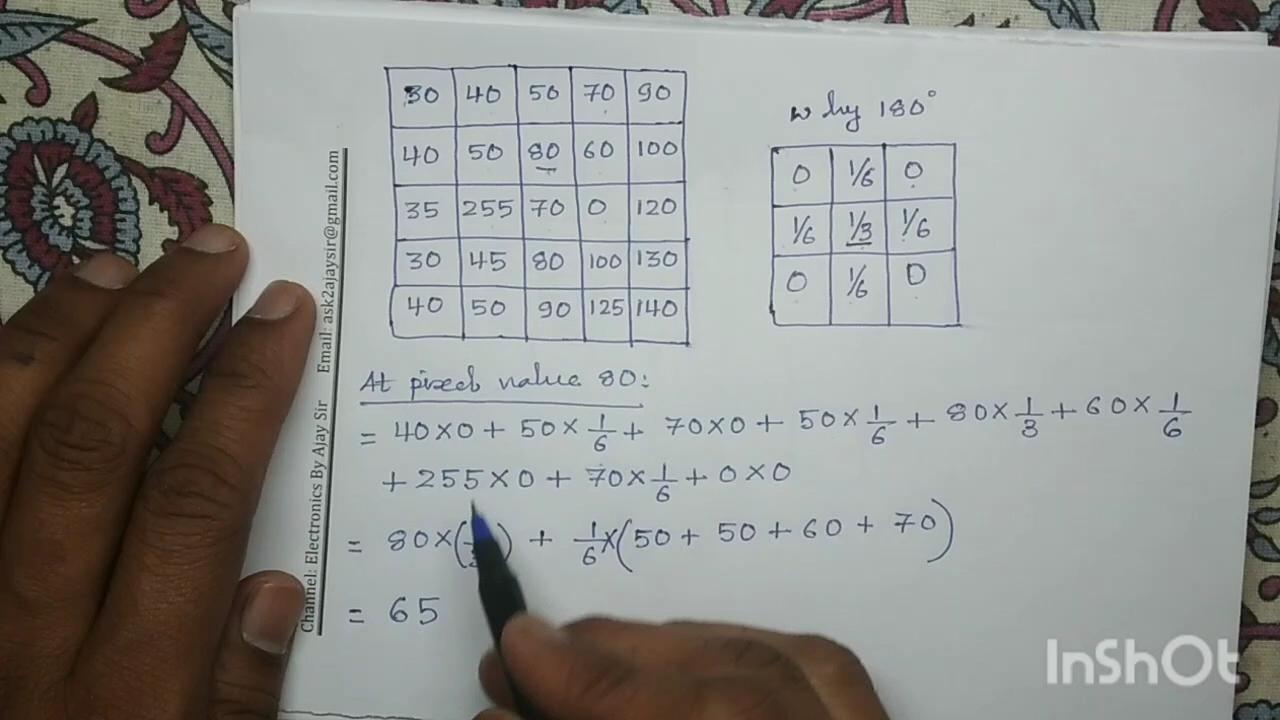 30 40 50 70 90
40 50 80 60 100
35 255 70 0 120
30 45 80 100 130
40 50 90 125 140
w by 180°
0 1/6 0
1/6 1/3 1/6
0 1/6 0
At pixel value 80:
= 40×0 + 50×1/6 + 70×0 + 50×1/6 + 80×1/3 + 60×1/6
+ 255×0 + 70×1/6 + 0×0
= 80×( ) + 1/6×(50 + 50 + 60 + 70)
= 65
Channel: Electronics By Ajay Sir Email: ask2ajaysir@gmail.com
InShOt